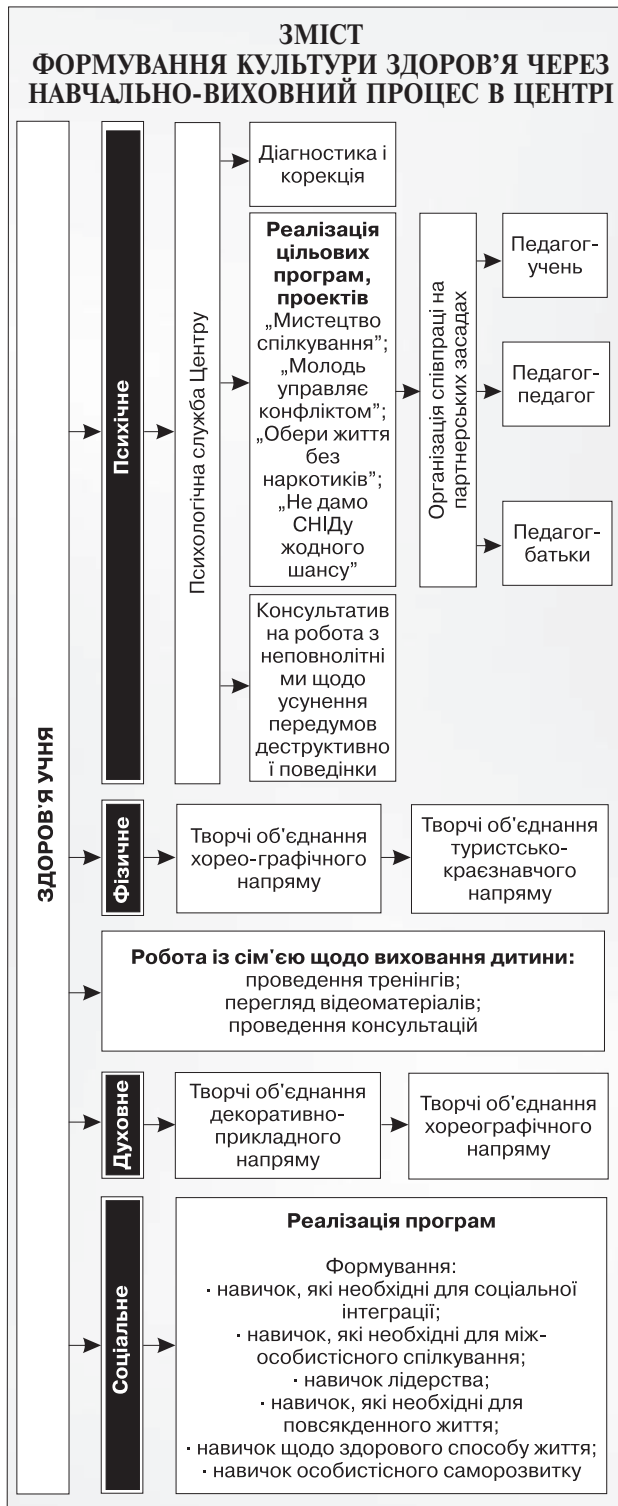 ЗМІСТ
ФОРМУВАННЯ КУЛЬТУРИ ЗДОРОВ’Я ЧЕРЕЗ
НАВЧАЛЬНО-ВИХОВНИЙ ПРОЦЕС В ЦЕНТРІ
ЗДОРОВ'Я УЧНЯ
Психічне
Психологічна служба Центру
Діагностика і
корекція
Реалізація
цільових
програм,
проектів
„Мистецтво
спілкування”;
„Молодь
управляє
конфліктом”;
„Обери життя
без
наркотиків”;
„Не дамо
СНІДу
жодного
шансу”
Консультатив
на робота з
неповнолітні
ми щодо
усунення
передумов
деструктивно
ї поведінки
Організація співпраці на
партнерських засадах
Педагог-
учень
Педагог-
педагог
Педагог-
батьки
Фізичне
Творчі об'єднання
хорео-графічного
напряму
Творчі об'єднання
туристсько-
краєзнавчого
напряму
Робота із сім'єю щодо виховання дитини:
проведення тренінгів;
перегляд відеоматеріалів;
проведення консультацій
Духовне
Творчі об'єднання
декоративно-
прикладного
напряму
Творчі об'єднання
хореографічного
напряму
Соціальне
Реалізація програм
Формування:
· навичок, які необхідні для соціальної
інтеграції;
· навичок, які необхідні для між-
особистісного спілкування;
· навичок лідерства;
· навичок, які необхідні для
повсякденного життя;
· навичок щодо здорового способу життя;
· навичок особистісного саморозвитку